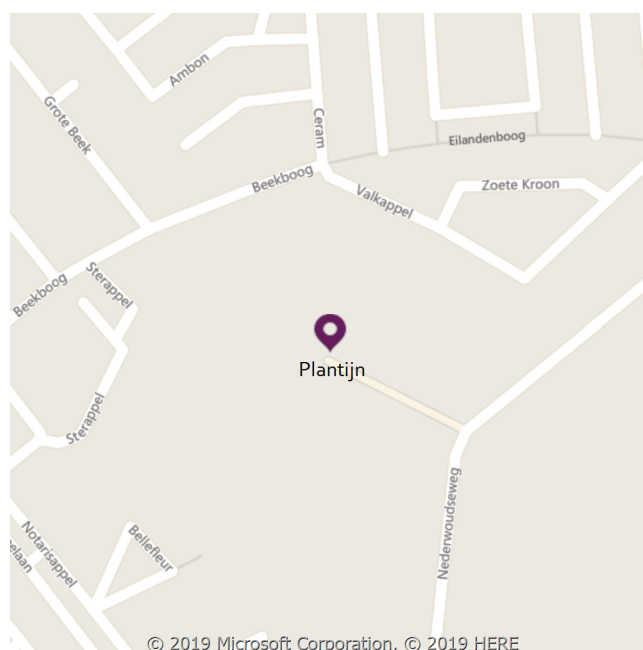 Ambon
Grote Beek
Ceram
Eilandenboog
Beekboog
Valkappel
Zoete Kroon
Sterappel
Beekboog
Plantijn
Sterappel
Nederwoudseweg
Notarisappel
Bellefleur
pelaan
© 2019 Microsoft Corporation, © 2019 HERE